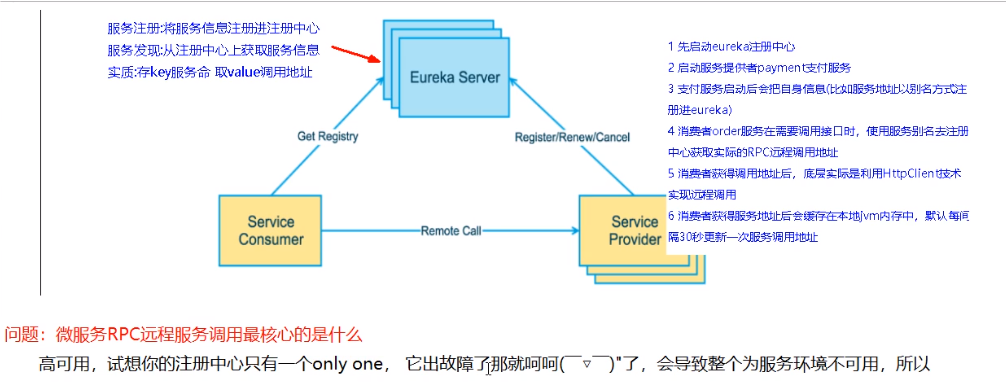 服务注册:将服务信息注册进注册中心
服务发现:从注册中心上获取服务信息
实质:存key服务命 取value调用地址
Eureka Server
1 先启动eureka注册中心
2 启动服务提供者payment支付服务
3 支付服务启动后会把自身信息(比如服务地址以别名方式注
册进eureka)
4 消费者order服务在需要调用接口时，使用服务别名去注册
中心获取实际的RPC远程调用地址
5 消费者获得调用地址后，底层实际是利用HttpClient技术
实现远程调用
6 消费者获得服务地址后会缓存在本地jvm内存中，默认每间
隔30秒更新一次服务调用地址
Get Registry
Register/Renew/Cancel
Service
Consumer
Remote Call
Service
Provider
问题：微服务RPC远程服务调用最核心的是什么
高可用，试想你的注册中心只有一个only one， 它出故障了那就呵呵(￣▽￣)"了，会导致整个为服务环境不可用，所以